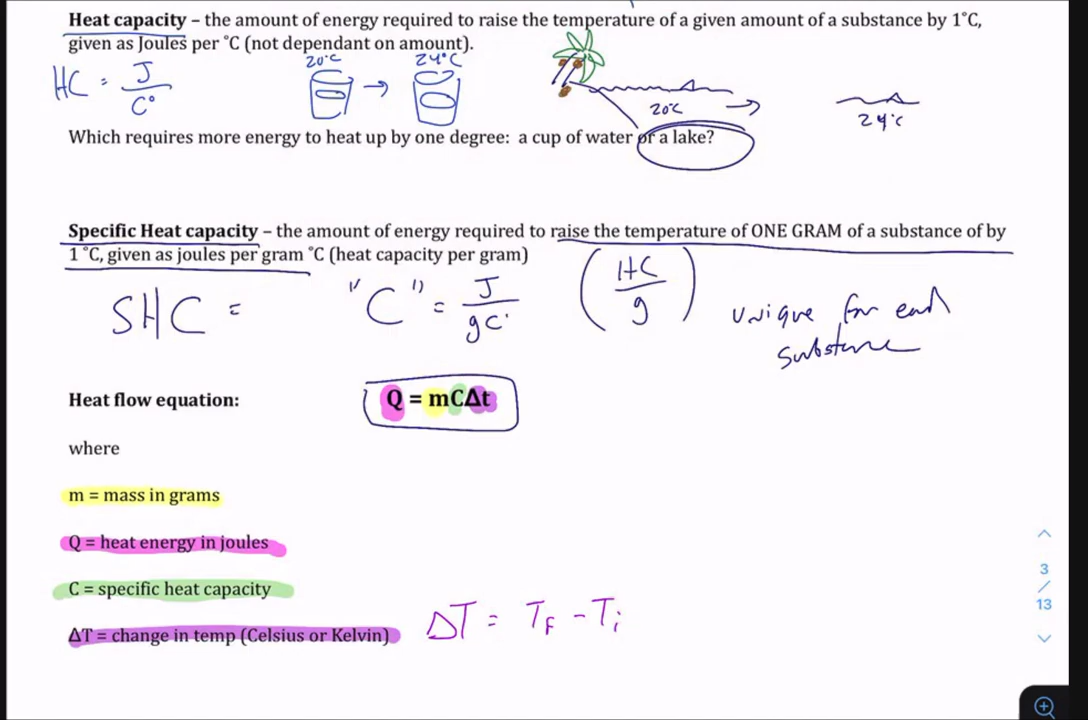 Heat capacity – the amount of energy required to raise the temperature of a given amount of a substance by 1°C,
given as Joules per °C (not dependant on amount).
HC = J / C°
20°C → 24°C
20°C → 24°C
Which requires more energy to heat up by one degree: a cup of water or a lake?
Specific Heat capacity – the amount of energy required to raise the temperature of ONE GRAM of a substance of by
1 °C, given as joules per gram °C (heat capacity per gram)
SHC = "C" = J / gC° (HC / g) unique for each
substance
Heat flow equation: Q = mCΔt
where
m = mass in grams
Q = heat energy in joules
C = specific heat capacity
ΔT = change in temp (Celsius or Kelvin) ΔT = TF - Ti
3
/
13